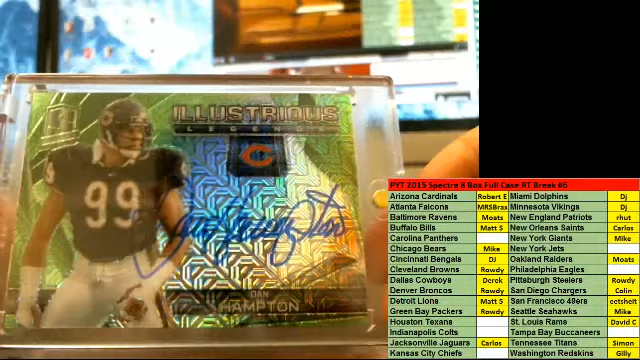 ILLUSTRIOUS
LEGENDS
99
DAN
HAMPTON
PYT 2015 Spectra 8 Box Full Case RT Break #6
Arizona Cardinals Robert E Miami Dolphins Dj
Atlanta Falcons MRSBrax Minnesota Vikings Dj
Baltimore Ravens Moats New England Patriots rhut
Buffalo Bills Matt S New Orleans Saints Carlos
Carolina Panthers New York Giants Mike
Chicago Bears Mike New York Jets
Cincinnati Bengals DJ Oakland Raiders Moats
Cleveland Browns Rowdy Philadelphia Eagles
Dallas Cowboys Derek Pittburgh Steelers Rowdy
Denver Broncos Rowdy San Diego Chargers Colin
Detroit Lions Matt S San Francisco 49ers eetsheit
Green Bay Packers Rowdy Seattle Seahawks Mike
Houston Texans St. Louis Rams David C
Indianapolis Colts Tampa Bay Buccaneers
Jacksonville Jaguars Carlos Tennessee Titans Simon
Kansas City Chiefs Washington Redskins Gilly